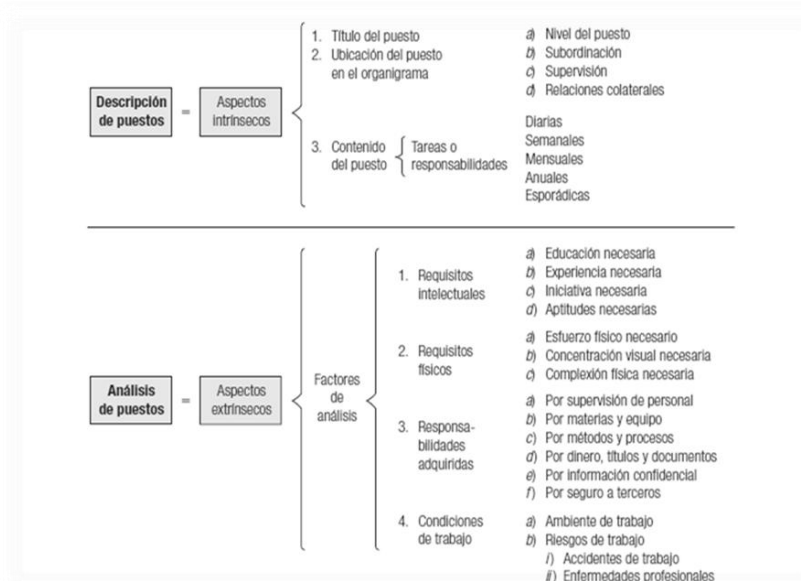 1. Título del puesto
2. Ubicación del puesto
en el organigrama
a) Nivel del puesto
b) Subordinación
c) Supervisión
d) Relaciones colaterales
Descripción
de puestos
=
Aspectos
intrínsecos
3. Contenido
del puesto
Tareas o
responsabilidades
Diarias
Semanales
Mensuales
Anuales
Esporádicas
Análisis
de puestos
=
Aspectos
extrínsecos
Factores
de
análisis
1. Requisitos
intelectuales
a) Educación necesaria
b) Experiencia necesaria
c) Iniciativa necesaria
d) Aptitudes necesarias
2. Requisitos
físicos
a) Esfuerzo físico necesario
b) Concentración visual necesaria
c) Complexión física necesaria
3. Responsa-
bilidades
adquiridas
a) Por supervisión de personal
b) Por materias y equipo
c) Por métodos y procesos
d) Por dinero, títulos y documentos
e) Por información confidencial
f) Por seguro a terceros
4. Condiciones
de trabajo
a) Ambiente de trabajo
b) Riesgos de trabajo
i) Accidentes de trabajo
ii) Enfermedades profesionales